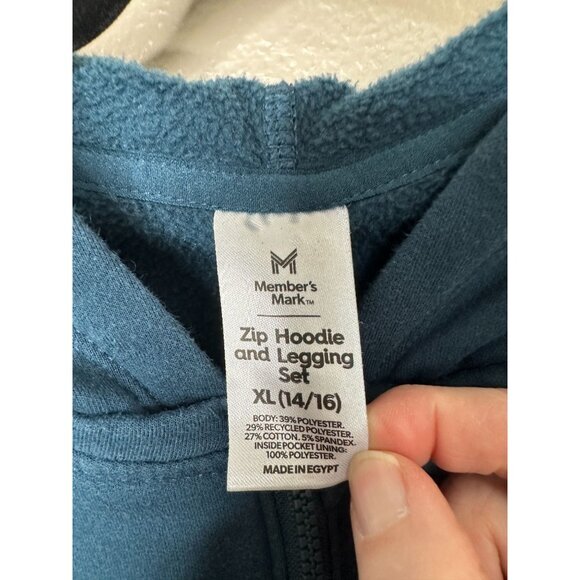 Member's
Mark™
Zip Hoodie
and Legging
Set
XL (14/16)
BODY: 39% POLYESTER.
29% RECYCLED POLYESTER.
27% COTTON. 5% SPANDEX.
INSIDE POCKET LINING:
100% POLYESTER.
MADE IN EGYPT